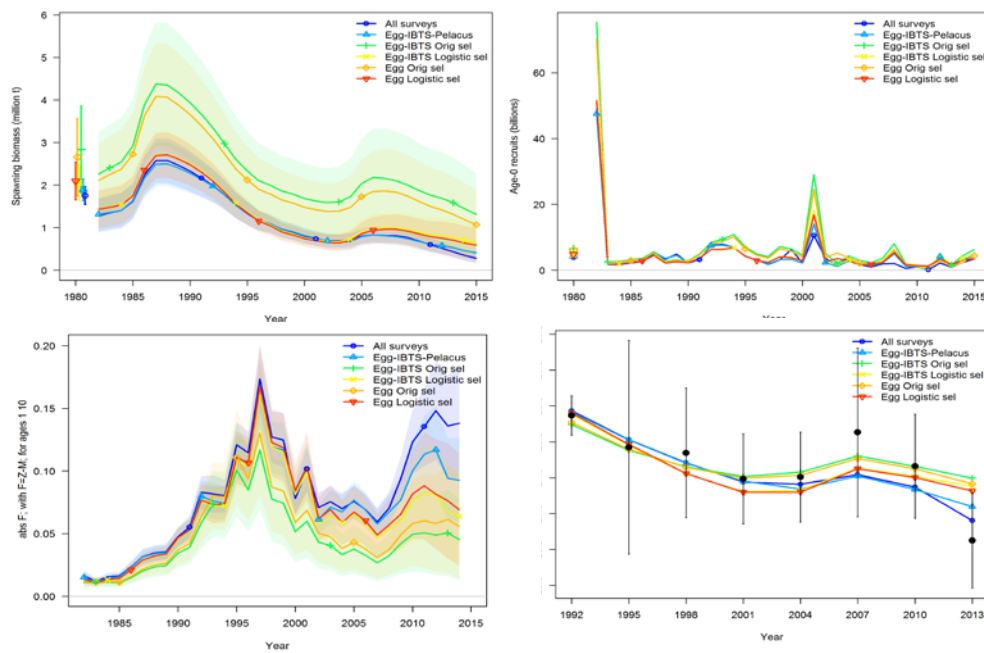 All surveys
Egg-IBTS-Pelacus
Egg-IBTS Orig sel
Egg-IBTS Logistic sel
Egg Orig sel
Egg Logistic sel
Spawning biomass (million t)
6
5
4
3
2
1
0
1980 1985 1990 1995 2000 2005 2010 2015
Year
All surveys
Egg-IBTS-Pelacus
Egg-IBTS Orig sel
Egg-IBTS Logistic sel
Egg Orig sel
Egg Logistic sel
Age-0 recruits (billions)
60
40
20
0
1980 1985 1990 1995 2000 2005 2010 2015
Year
All surveys
Egg-IBTS-Pelacus
Egg-IBTS Orig sel
Egg-IBTS Logistic sel
Egg Orig sel
Egg Logistic sel
abs F; with F=Z-M; for ages 1 10
0.20
0.15
0.10
0.05
0.00
1985 1990 1995 2000 2005 2010 2015
Year
All surveys
Egg-IBTS-Pelacus
Egg-IBTS Orig sel
Egg-IBTS Logistic sel
Egg Orig sel
Egg Logistic sel
1992 1995 1998 2001 2004 2007 2010 2013
Year